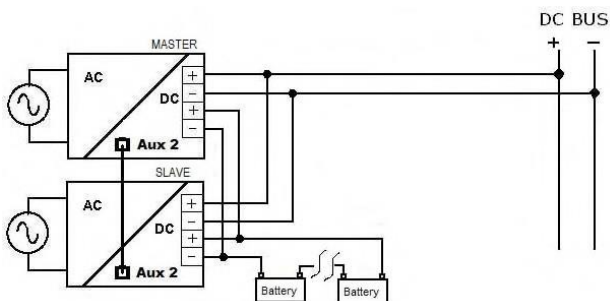 DC BUS
+ −
MASTER
AC
DC
+
−
+
−
Aux 2
SLAVE
AC
DC
+
−
+
−
Aux 2
Battery
Battery